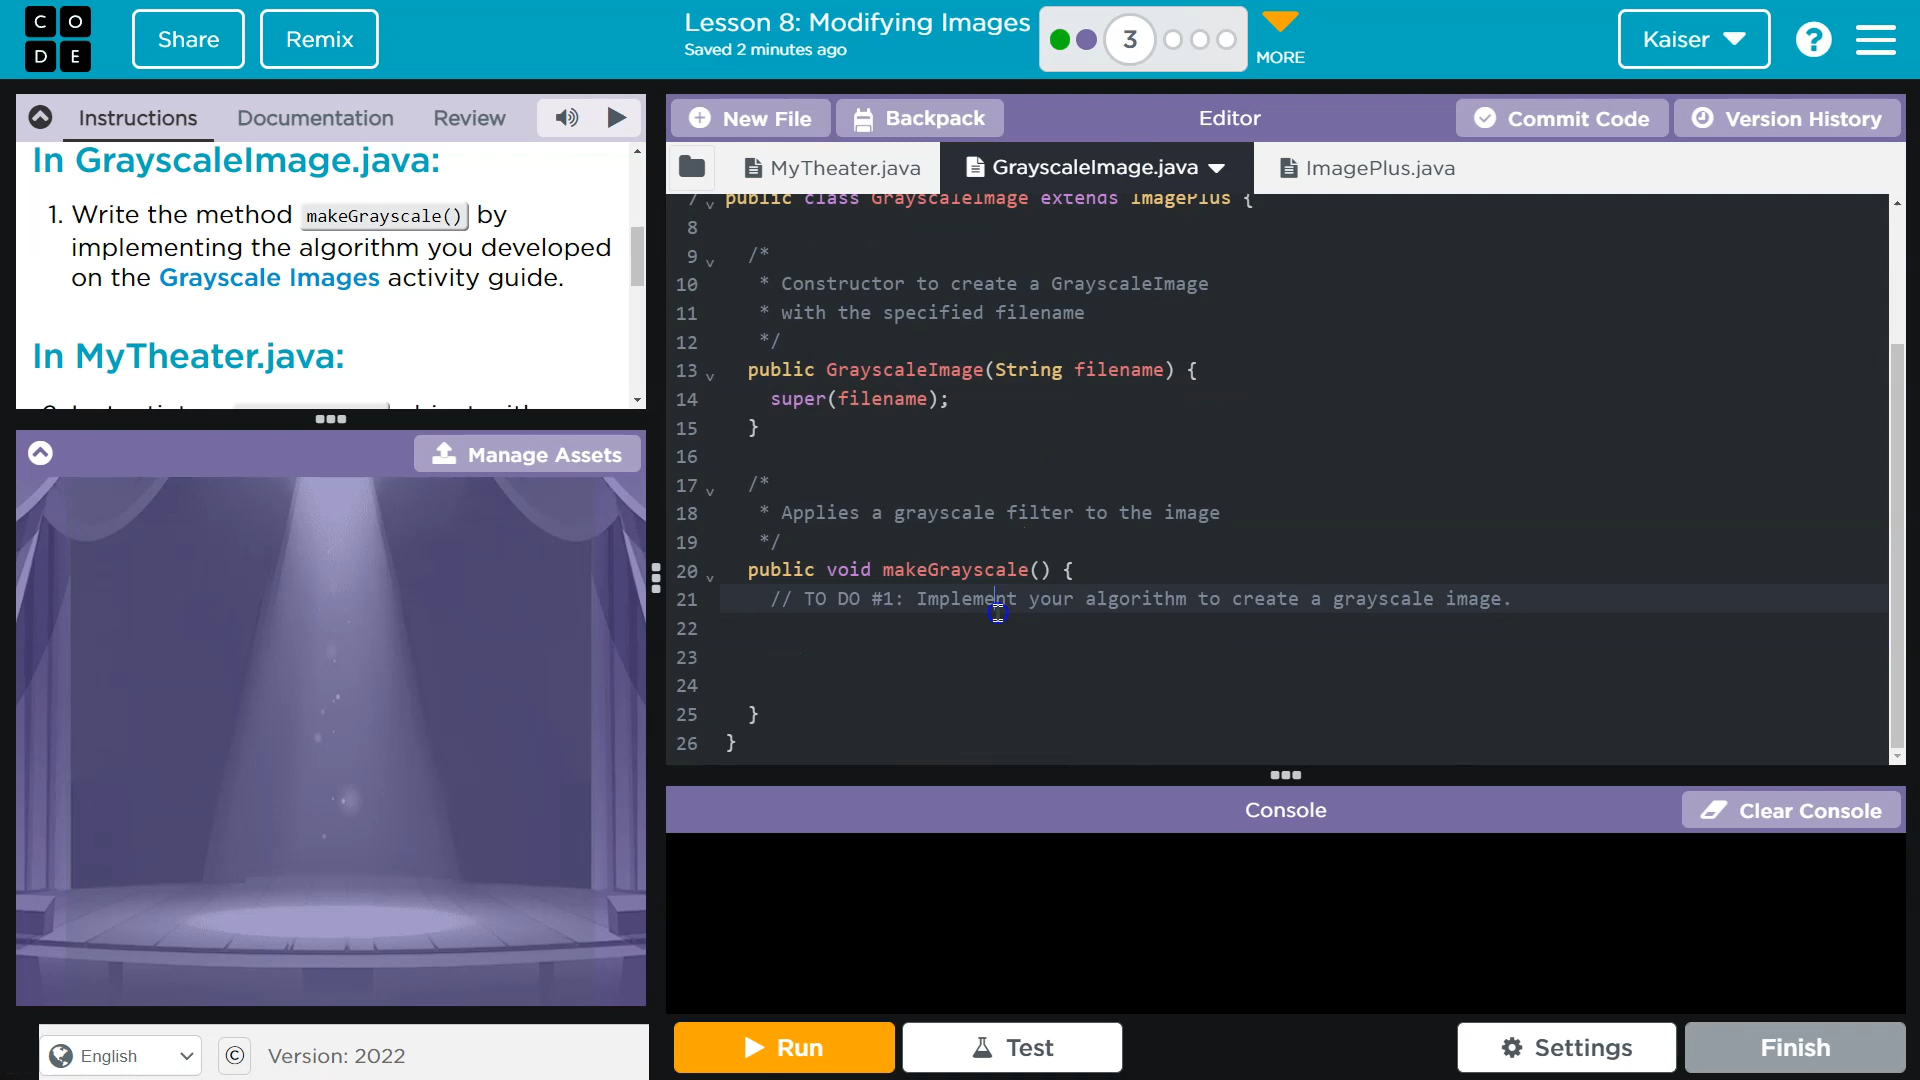 C O
D E
Share
Remix
Lesson 8: Modifying Images
Saved 2 minutes ago
3
MORE
Kaiser
?
Instructions
Documentation
Review
In GrayscaleImage.java:
1. Write the method makeGrayscale() by
implementing the algorithm you developed
on the Grayscale Images activity guide.
In MyTheater.java:
Manage Assets
English
©
Version: 2022
New File
Backpack
Editor
Commit Code
Version History
MyTheater.java
GrayscaleImage.java
ImagePlus.java
7 public class GrayscaleImage extends ImagePlus {
8
9 /*
10 * Constructor to create a GrayscaleImage
11 * with the specified filename
12 */
13 public GrayscaleImage(String filename) {
14 super(filename);
15 }
16
17 /*
18 * Applies a grayscale filter to the image
19 */
20 public void makeGrayscale() {
21 // TO DO #1: Implement your algorithm to create a grayscale image.
22
23
24
25 }
26 }
Console
Clear Console
Run
Test
Settings
Finish